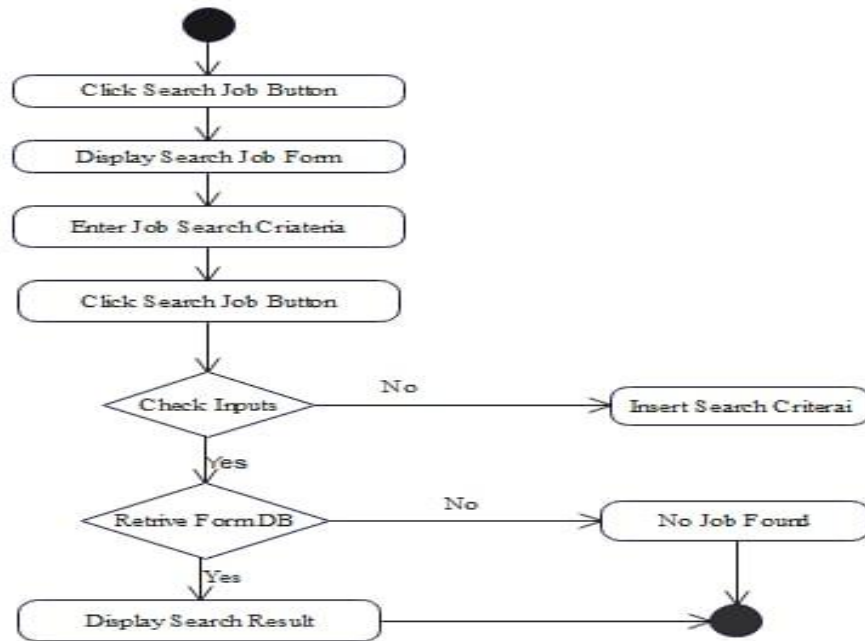 Click Search Job Button
Display Search Job Form
Enter Job Search Criateria
Click Search Job Button
Check Inputs
No
Insert Search Criterai
Yes
Retrive Form DB
No
No Job Found
Yes
Display Search Result